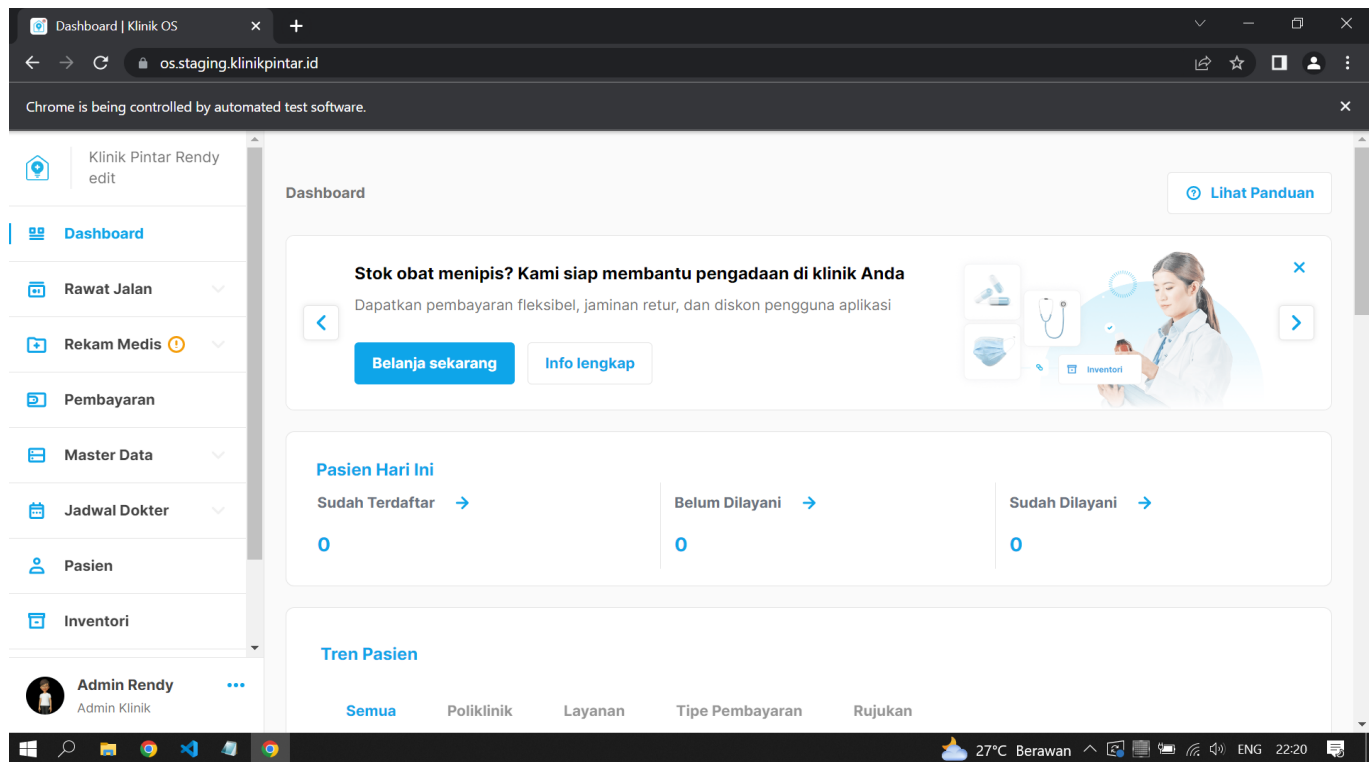 Dashboard | Klinik OS
os.staging.klinikpintar.id
Chrome is being controlled by automated test software.
Klinik Pintar Rendy
edit
Dashboard
Rawat Jalan
Rekam Medis
Pembayaran
Master Data
Jadwal Dokter
Pasien
Inventori
Admin Rendy
Admin Klinik
Dashboard
Lihat Panduan
Stok obat menipis? Kami siap membantu pengadaan di klinik Anda
Dapatkan pembayaran fleksibel, jaminan retur, dan diskon pengguna aplikasi
Belanja sekarang
Info lengkap
Inventori
Pasien Hari Ini
Sudah Terdaftar
0
Belum Dilayani
0
Sudah Dilayani
0
Tren Pasien
Semua Poliklinik Layanan Tipe Pembayaran Rujukan
27°C Berawan ENG 22:20